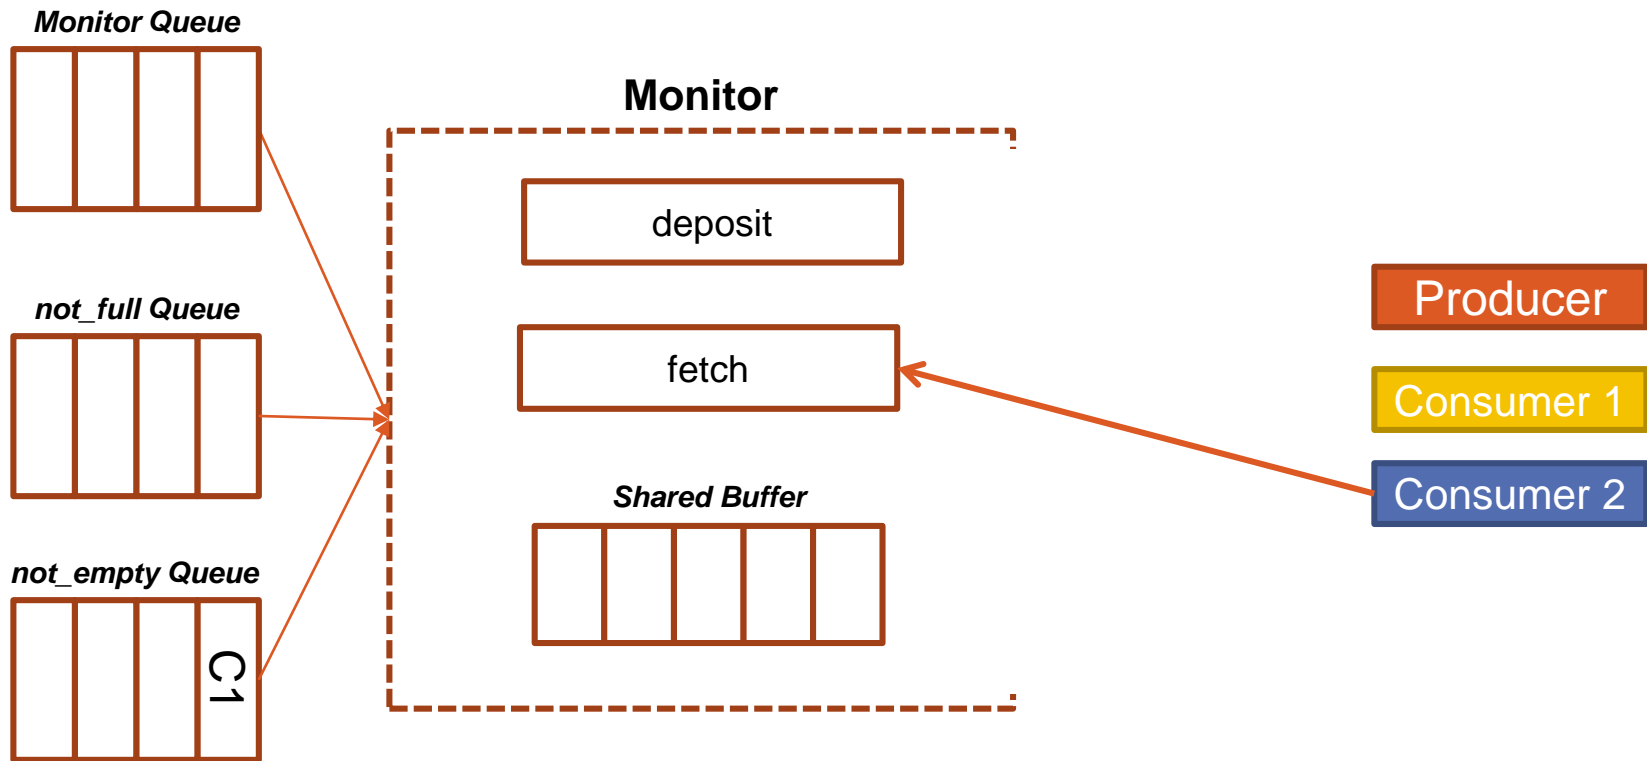 Monitor Queue
Monitor
deposit
not_full Queue
Producer
fetch
Consumer 1
Shared Buffer
Consumer 2
not_empty Queue
C1